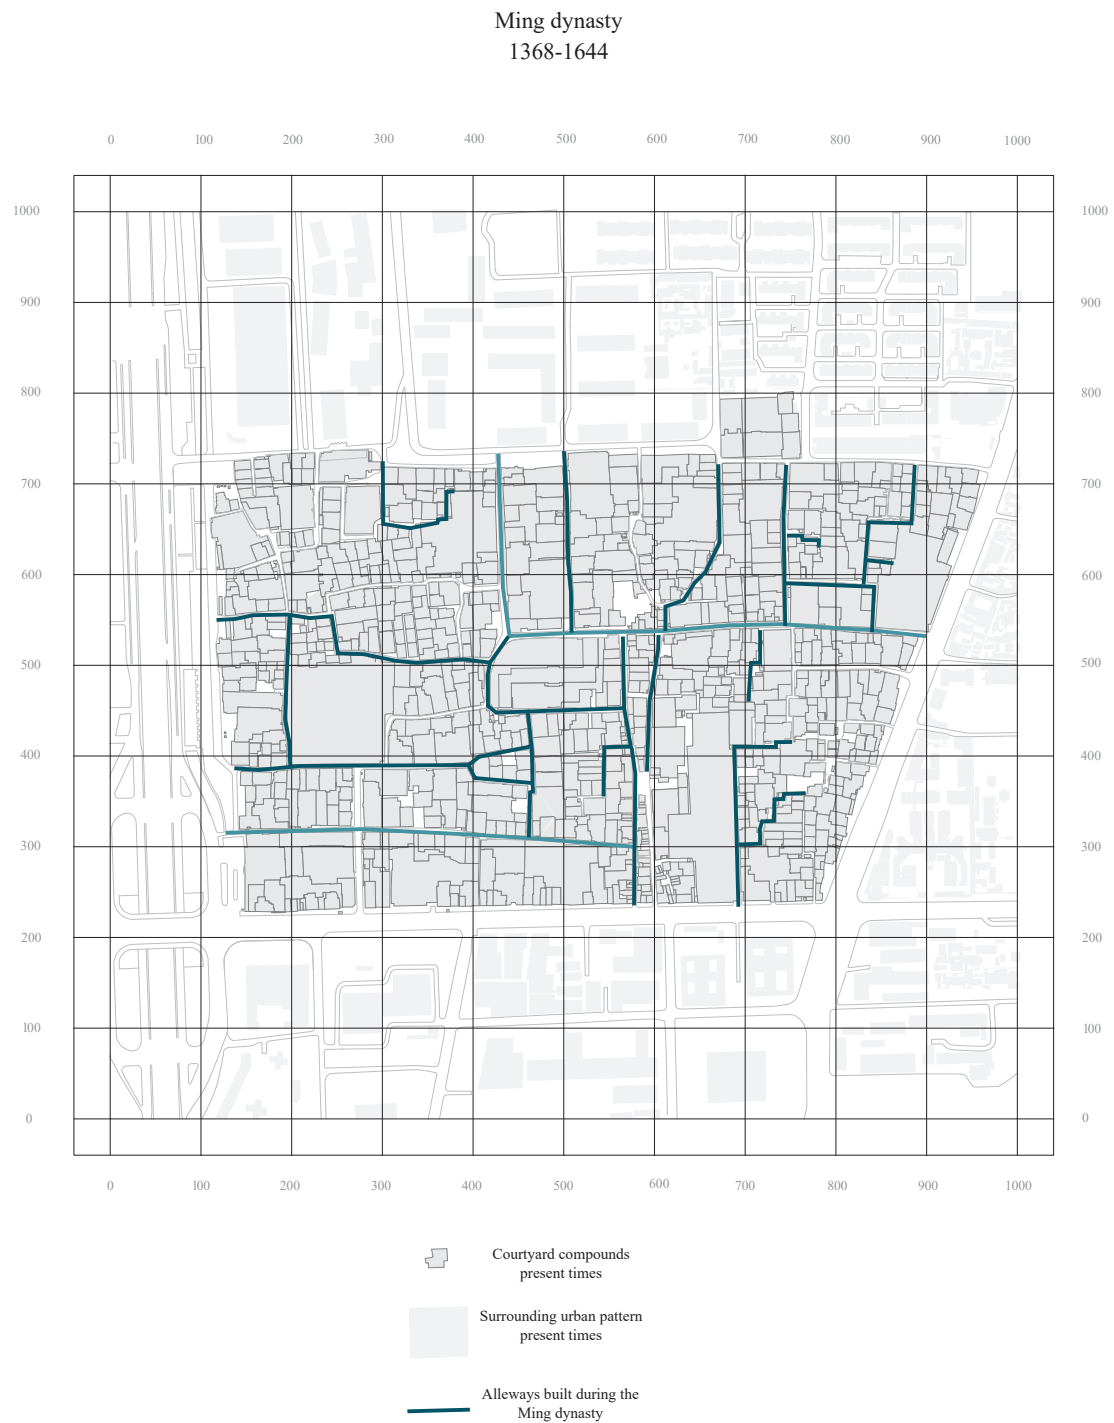 Ming dynasty
1368-1644
0 100 200 300 400 500 600 700 800 900 1000
1000 1000
900 900
800 800
700 700
600 600
500 500
400 400
300 300
200 200
100 100
0 0
0 100 200 300 400 500 600 700 800 900 1000
Courtyard compounds
present times
Surrounding urban pattern
present times
Alleways built during the
Ming dynasty